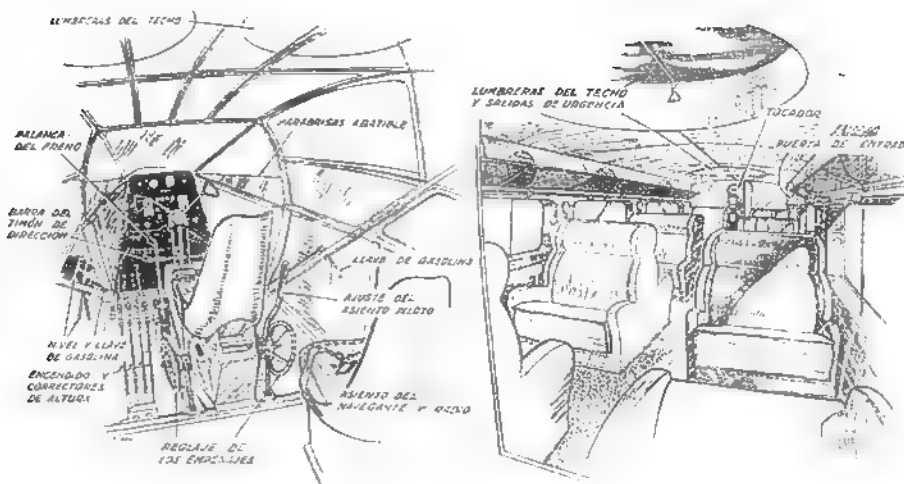 LUMBRERAS DEL TECHO
PARABRISAS ABATIBLE
BALANCA
DEL FRENO
BARRA DEL
TIMÓN DE
DIRECCIÓN
LLAVE DE GASOLINA
AJUSTE DEL
ASIENTO PILOTO
NIVEL Y LLAVE
DE GASOLINA
ENCENDIDO Y
CORRECTORES
DE ALTURA
ASIENTO DEL
NAVEGANTE Y RADIO
REGLAJE DE
LOS EMPENAJES
LUMBRERAS DEL TECHO
Y SALIDAS DE URGENCIA
TOCADOR
PUERTA DE ENTRADA